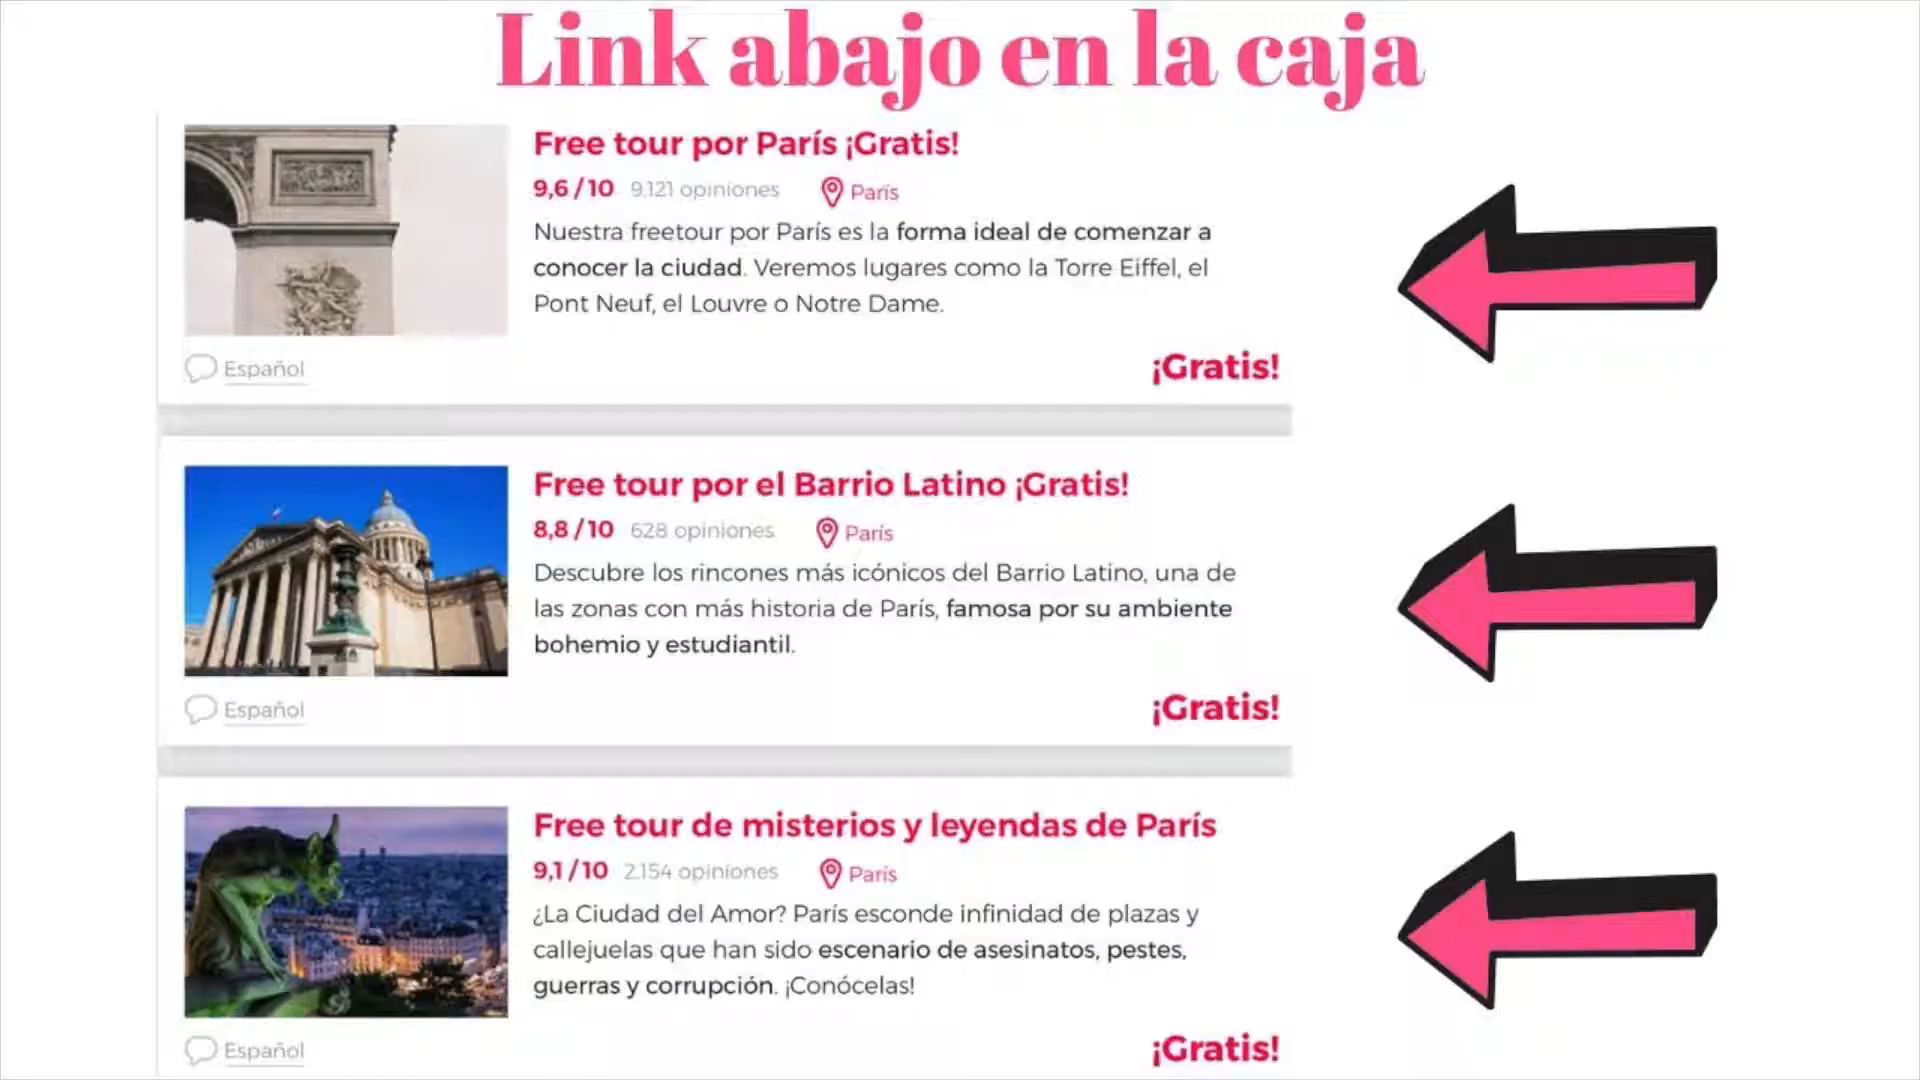 Link abajo en la caja
Free tour por París ¡Gratis!
9,6 / 10 9.121 opiniones París
Nuestra freetour por París es la forma ideal de comenzar a
conocer la ciudad. Veremos lugares como la Torre Eiffel, el
Pont Neuf, el Louvre o Notre Dame.
Español
¡Gratis!
Free tour por el Barrio Latino ¡Gratis!
8,8 / 10 628 opiniones París
Descubre los rincones más icónicos del Barrio Latino, una de
las zonas con más historia de París, famosa por su ambiente
bohemio y estudiantil.
Español
¡Gratis!
Free tour de misterios y leyendas de París
9,1 / 10 2.154 opiniones París
¿La Ciudad del Amor? París esconde infinidad de plazas y
callejuelas que han sido escenario de asesinatos, pestes,
guerras y corrupción. ¡Conócelas!
Español
¡Gratis!